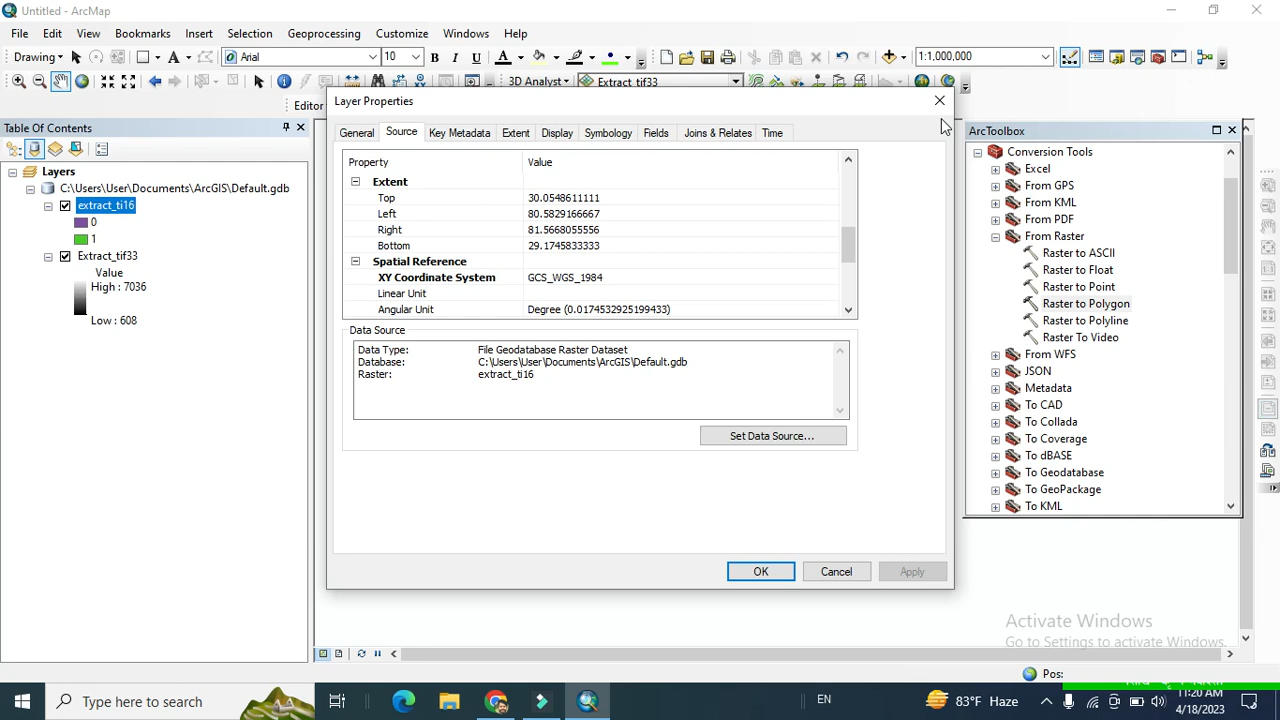 Untitled - ArcMap
File Edit View Bookmarks Insert Selection Geoprocessing Customize Windows Help
Drawing Arial 10 B I U A 1:1,000,000
3D Analyst Extract tif33
Editor
Table Of Contents
Layers
C:\Users\User\Documents\ArcGIS\Default.gdb
extract_ti16
0
1
Extract_tif33
Value
High : 7036
Low : 608
Layer Properties
General Source Key Metadata Extent Display Symbology Fields Joins & Relates Time
Property Value
Extent
Top 30.0548611111
Left 80.5829166667
Right 81.5668055556
Bottom 29.1745833333
Spatial Reference
XY Coordinate System GCS_WGS_1984
Linear Unit
Angular Unit Degree (0.0174532925199433)
Data Source
Data Type: File Geodatabase Raster Dataset
Database: C:\Users\User\Documents\ArcGIS\Default.gdb
Raster: extract_ti16
Set Data Source...
OK Cancel Apply
ArcToolbox
Conversion Tools
Excel
From GPS
From KML
From PDF
From Raster
Raster to ASCII
Raster to Float
Raster to Point
Raster to Polygon
Raster to Polyline
Raster To Video
From WFS
JSON
Metadata
To CAD
To Collada
To Coverage
To dBASE
To Geodatabase
To GeoPackage
To KML
Activate Windows
Go to Settings to activate Windows.
Pos:
Type here to search
EN
83°F Haze
11:20 AM
4/18/2023